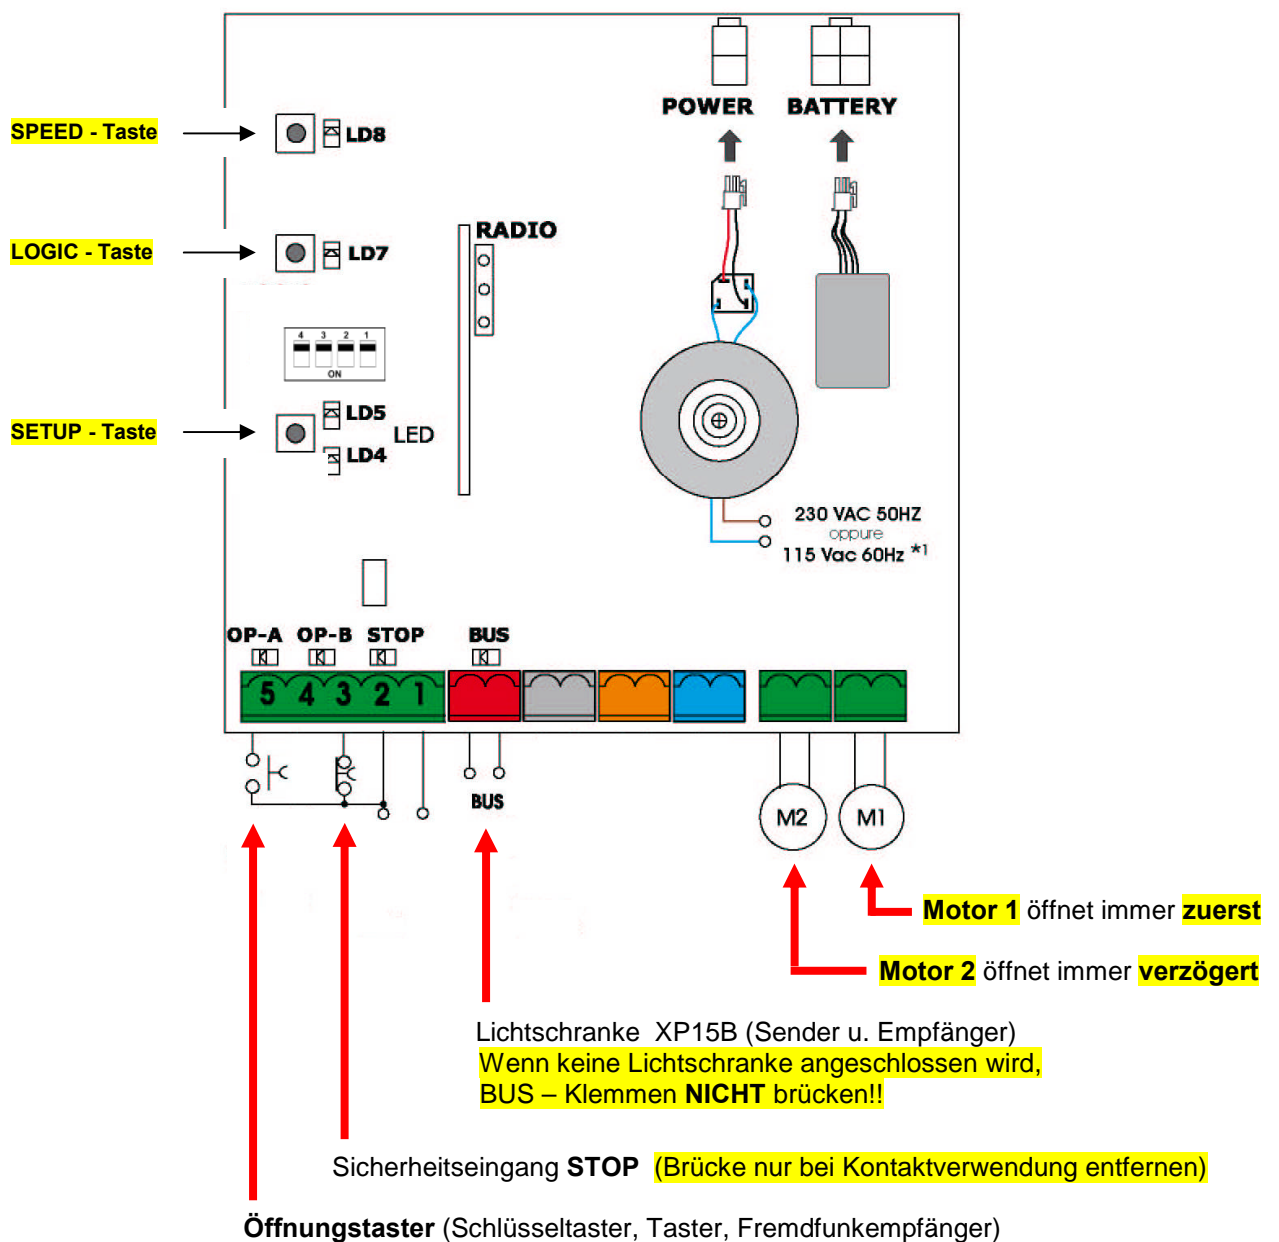 POWER BATTERY
SPEED - Taste
LD8
LOGIC - Taste
LD7
RADIO
4 3 2 1
ON
SETUP - Taste
LD5
LED
LD4
230 VAC 50HZ
oppure
115 Vac 60Hz *1
OP-A OP-B STOP BUS
5 4 3 2 1
BUS
M2 M1
Motor 1 öffnet immer zuerst
Motor 2 öffnet immer verzögert
Lichtschranke XP15B (Sender u. Empfänger)
Wenn keine Lichtschranke angeschlossen wird,
BUS – Klemmen NICHT brücken!!
Sicherheitseingang STOP (Brücke nur bei Kontaktverwendung entfernen)
Öffnungstaster (Schlüsseltaster, Taster, Fremdfunkempfänger)